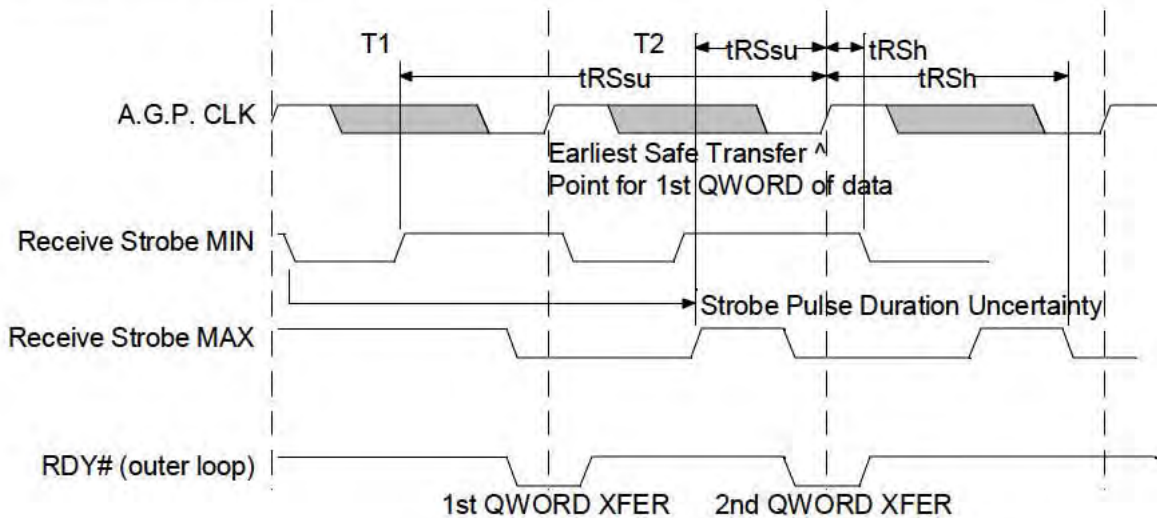 T1
T2
tRSsu
tRSh
tRSsu
tRSh
A.G.P. CLK
Earliest Safe Transfer ^
Point for 1st QWORD of data
Receive Strobe MIN
Strobe Pulse Duration Uncertainty
Receive Strobe MAX
RDY# (outer loop)
1st QWORD XFER
2nd QWORD XFER